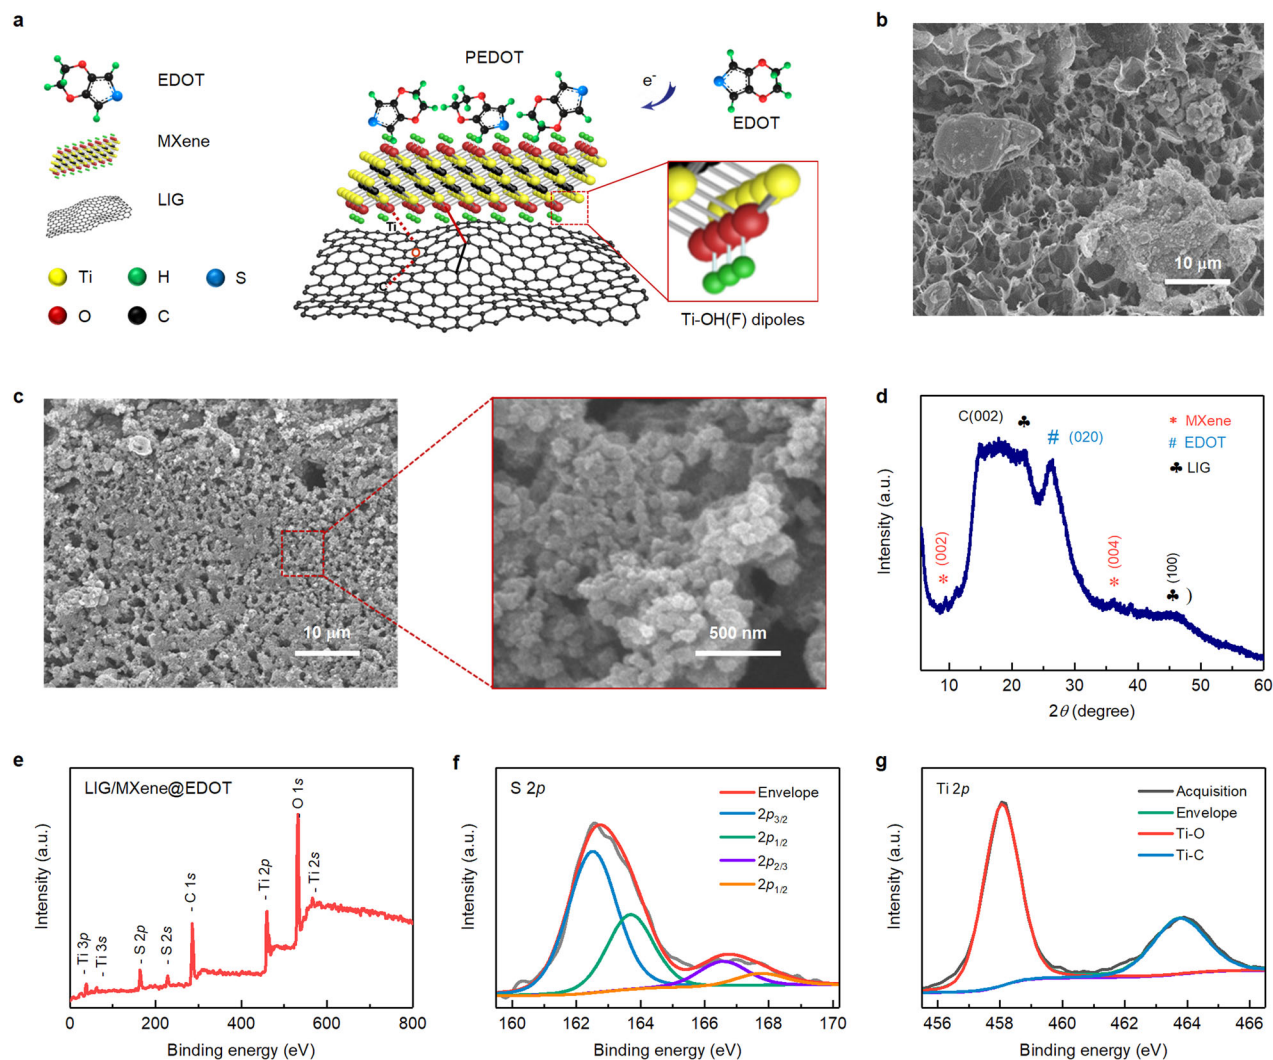 a
EDOT
MXene
LIG
Ti
H
S
O
C
PEDOT
e-
EDOT
Ti
O
C
Ti-OH(F) dipoles
b
10 μm
c
10 μm
500 nm
d
C(002) ♣
# (020)
* MXene
# EDOT
♣ LIG
* (002)
* (004)
♣ (100)
)
Intensity (a.u.)
10 20 30 40 50 60
2θ (degree)
e
LIG/MXene@EDOT
- Ti 3p
- Ti 3s
- S 2p
- S 2s
- C 1s
- Ti 2p
- O 1s
- Ti 2s
Intensity (a.u.)
0 200 400 600 800
Binding energy (eV)
f
S 2p
Envelope
2p3/2
2p1/2
2p2/3
2p1/2
Intensity (a.u.)
160 162 164 166 168 170
Binding energy (eV)
g
Ti 2p
Acquisition
Envelope
Ti-O
Ti-C
Intensity (a.u.)
456 458 460 462 464 466
Binding energy (eV)